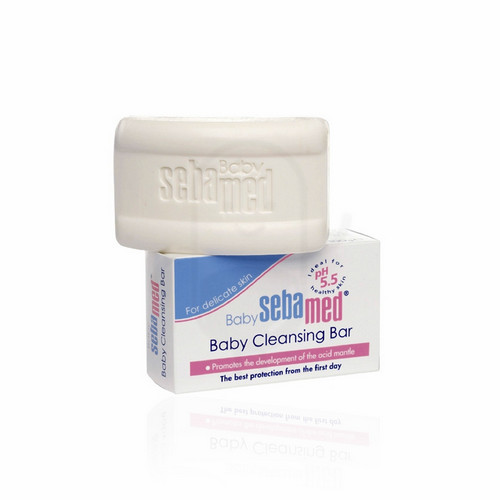 Baby
sebamed
For delicate skin
ideal for
pH
5.5
healthy skin
Baby sebamed®
Baby Cleansing Bar
• Promotes the development of the acid mantle
The best protection from the first day
sebamed
Baby Cleansing Bar